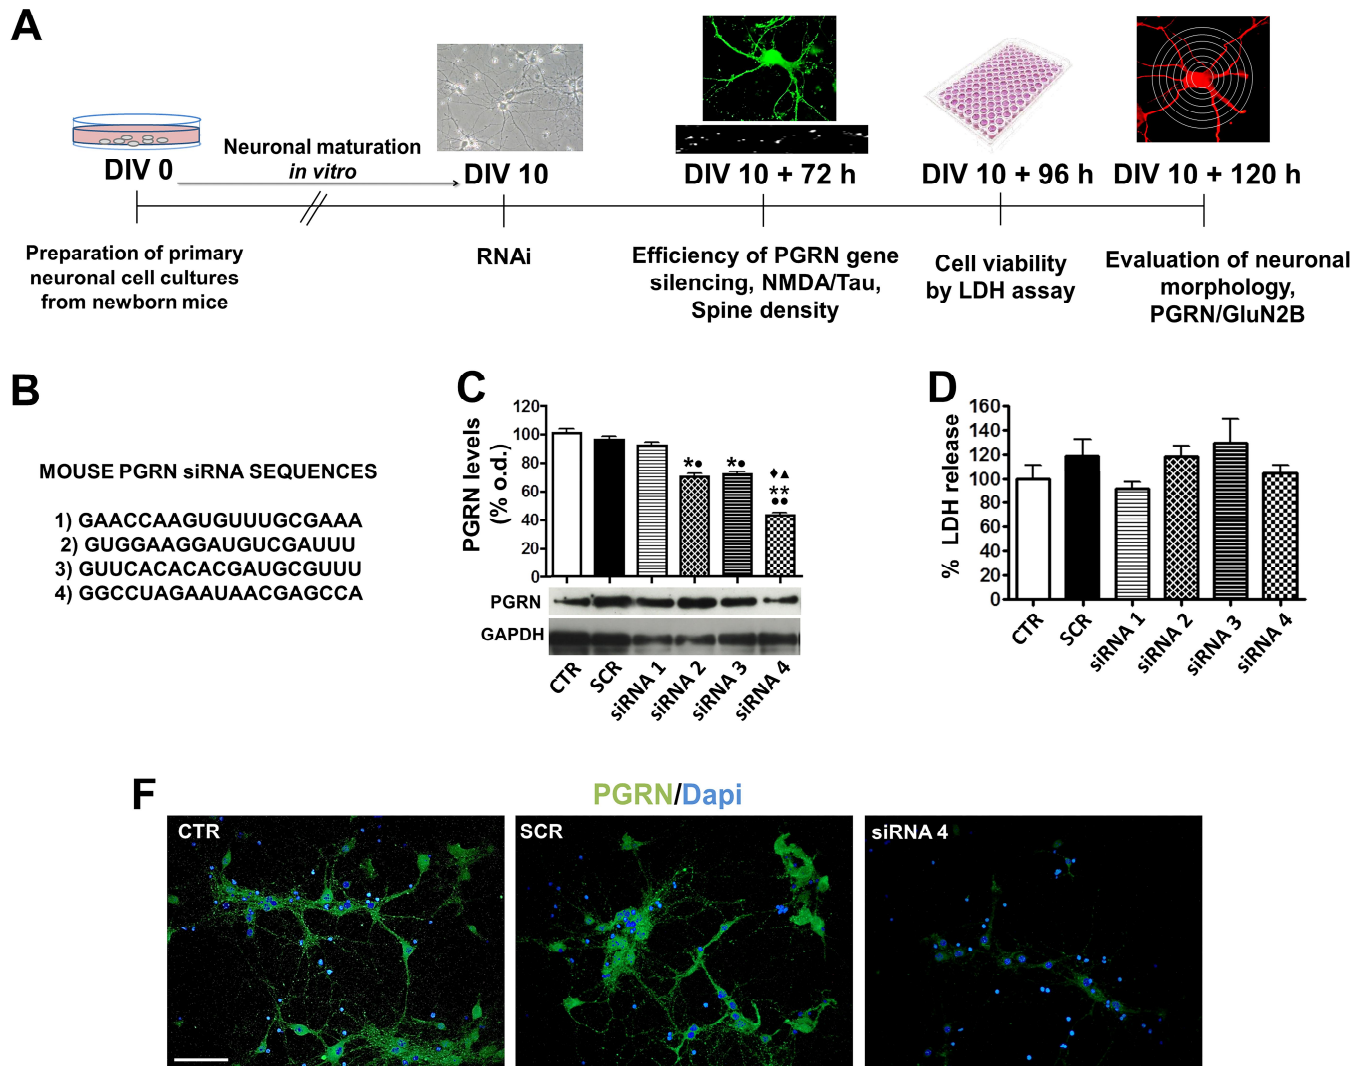 A
Neuronal maturation
in vitro
DIV 0
DIV 10
DIV 10 + 72 h
DIV 10 + 96 h
DIV 10 + 120 h
Preparation of primary
neuronal cell cultures
from newborn mice
RNAi
Efficiency of PGRN gene
silencing, NMDA/Tau,
Spine density
Cell viability
by LDH assay
Evaluation of neuronal
morphology,
PGRN/GluN2B
B
MOUSE PGRN siRNA SEQUENCES
1) GAACCAAGUGUUUGCGAAA
2) GUGGAAGGAUGUCGAUUU
3) GUUCACACACGAUGCGUUU
4) GGCCUAGAAUAACGAGCCA
C
PGRN levels
(% o.d.)
120
100
80
60
40
20
0
*●
*●
♦▲
**
●●
PGRN
GAPDH
CTR
SCR
siRNA 1
siRNA 2
siRNA 3
siRNA 4
D
% LDH release
160
140
120
100
80
60
40
20
0
CTR
SCR
siRNA 1
siRNA 2
siRNA 3
siRNA 4
F
PGRN/Dapi
CTR
SCR
siRNA 4